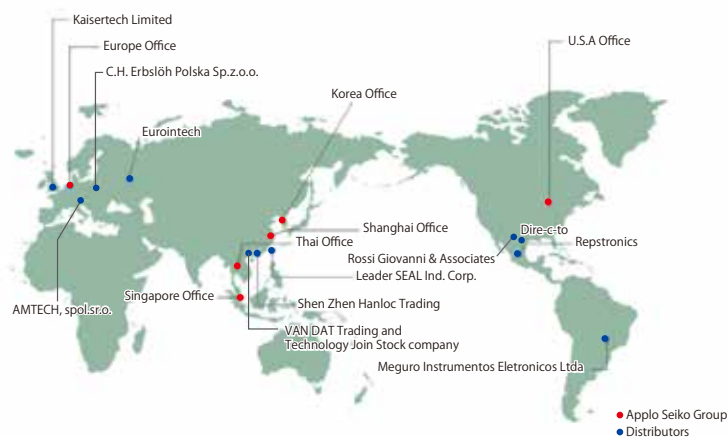 Kaisertech Limited
Europe Office
C.H. Erbslöh Polska Sp.z.o.o.
Eurointech
U.S.A Office
Korea Office
Shanghai Office
Thai Office
Dire-c-to
Repstronics
Rossi Giovanni & Associates
Leader SEAL Ind. Corp.
Singapore Office
AMTECH, spol.sr.o.
Shen Zhen Hanloc Trading
VAN DAT Trading and
Technology Join Stock company
Meguro Instrumentos Eletronicos Ltda
Applo Seiko Group
Distributors